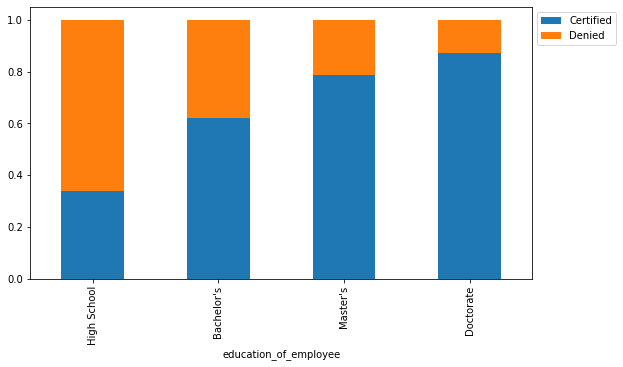 1.0
0.8
0.6
0.4
0.2
0.0
High School
Bachelor's
Master's
Doctorate
education_of_employee
Certified
Denied